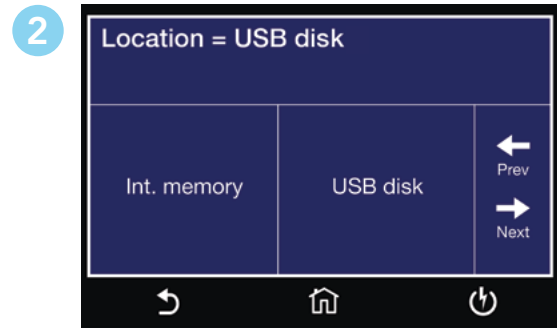 2
Location = USB disk
Int. memory
USB disk
Prev
Next